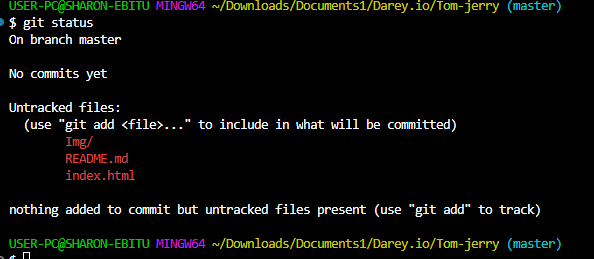 USER-PC@SHARON-EBITU MINGW64 ~/Downloads/Documents1/Darey.io/Tom-jerry (master)
$ git status
On branch master
No commits yet
Untracked files:
(use "git add <file>..." to include in what will be committed)
Img/
README.md
index.html
nothing added to commit but untracked files present (use "git add" to track)
USER-PC@SHARON-EBITU MINGW64 ~/Downloads/Documents1/Darey.io/Tom-jerry (master)
$